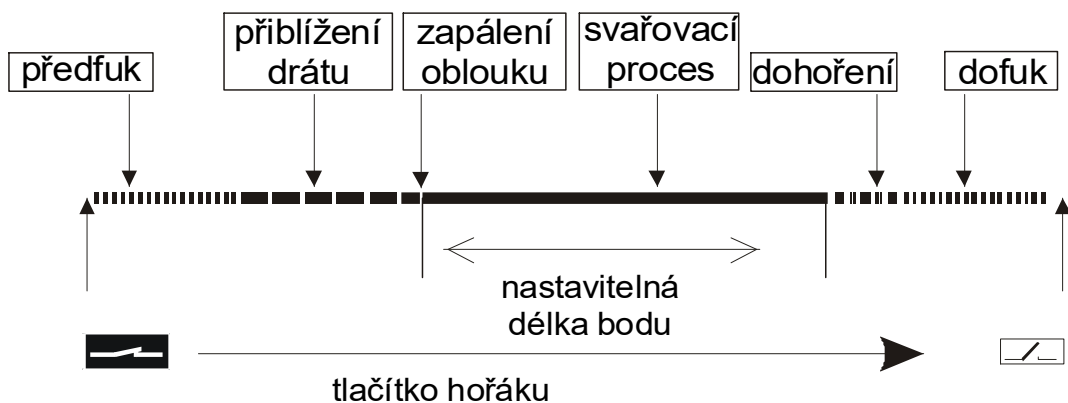 předfuk
přiblížení
drátu
zapálení
oblouku
svařovací
proces
dohoření
dofuk
nastavitelná
délka bodu
tlačítko hořáku